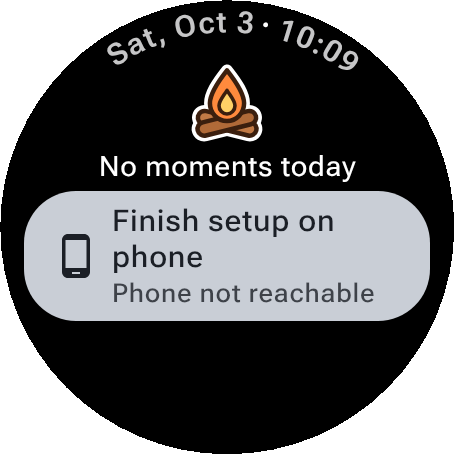 Sat, Oct 3 · 10:09
No moments today
Finish setup on
phone
Phone not reachable